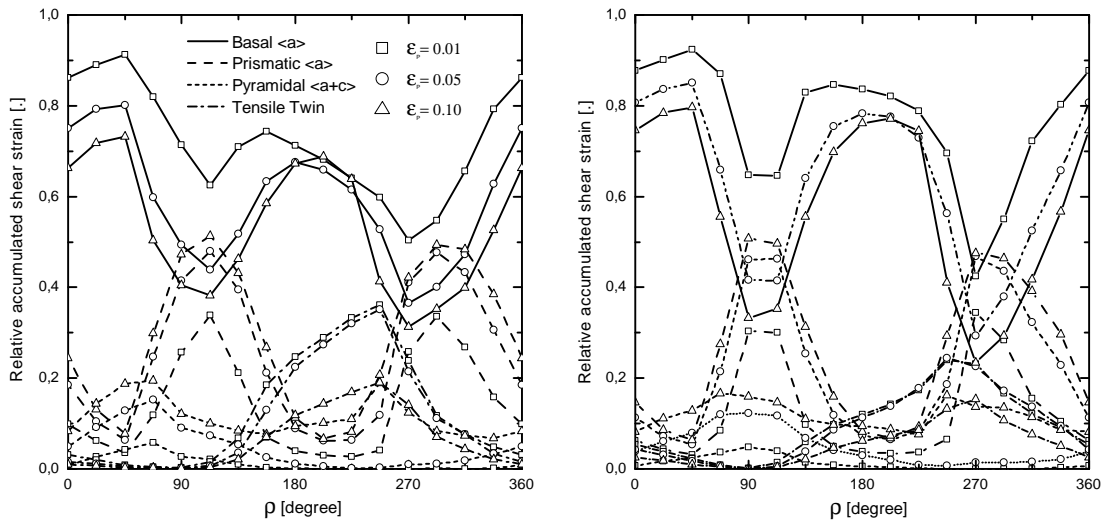 1,0
0,8
0,6
0,4
0,2
0,0
Relative accumulated shear strain [.]
Basal <a>
Prismatic <a>
Pyramidal <a+c>
Tensile Twin
εₚ= 0.01
εₚ= 0.05
εₚ= 0.10
0 90 180 270 360
ρ [degree]
1,0
0,8
0,6
0,4
0,2
0,0
Relative accumulated shear strain [.]
0 90 180 270 360
ρ [degree]